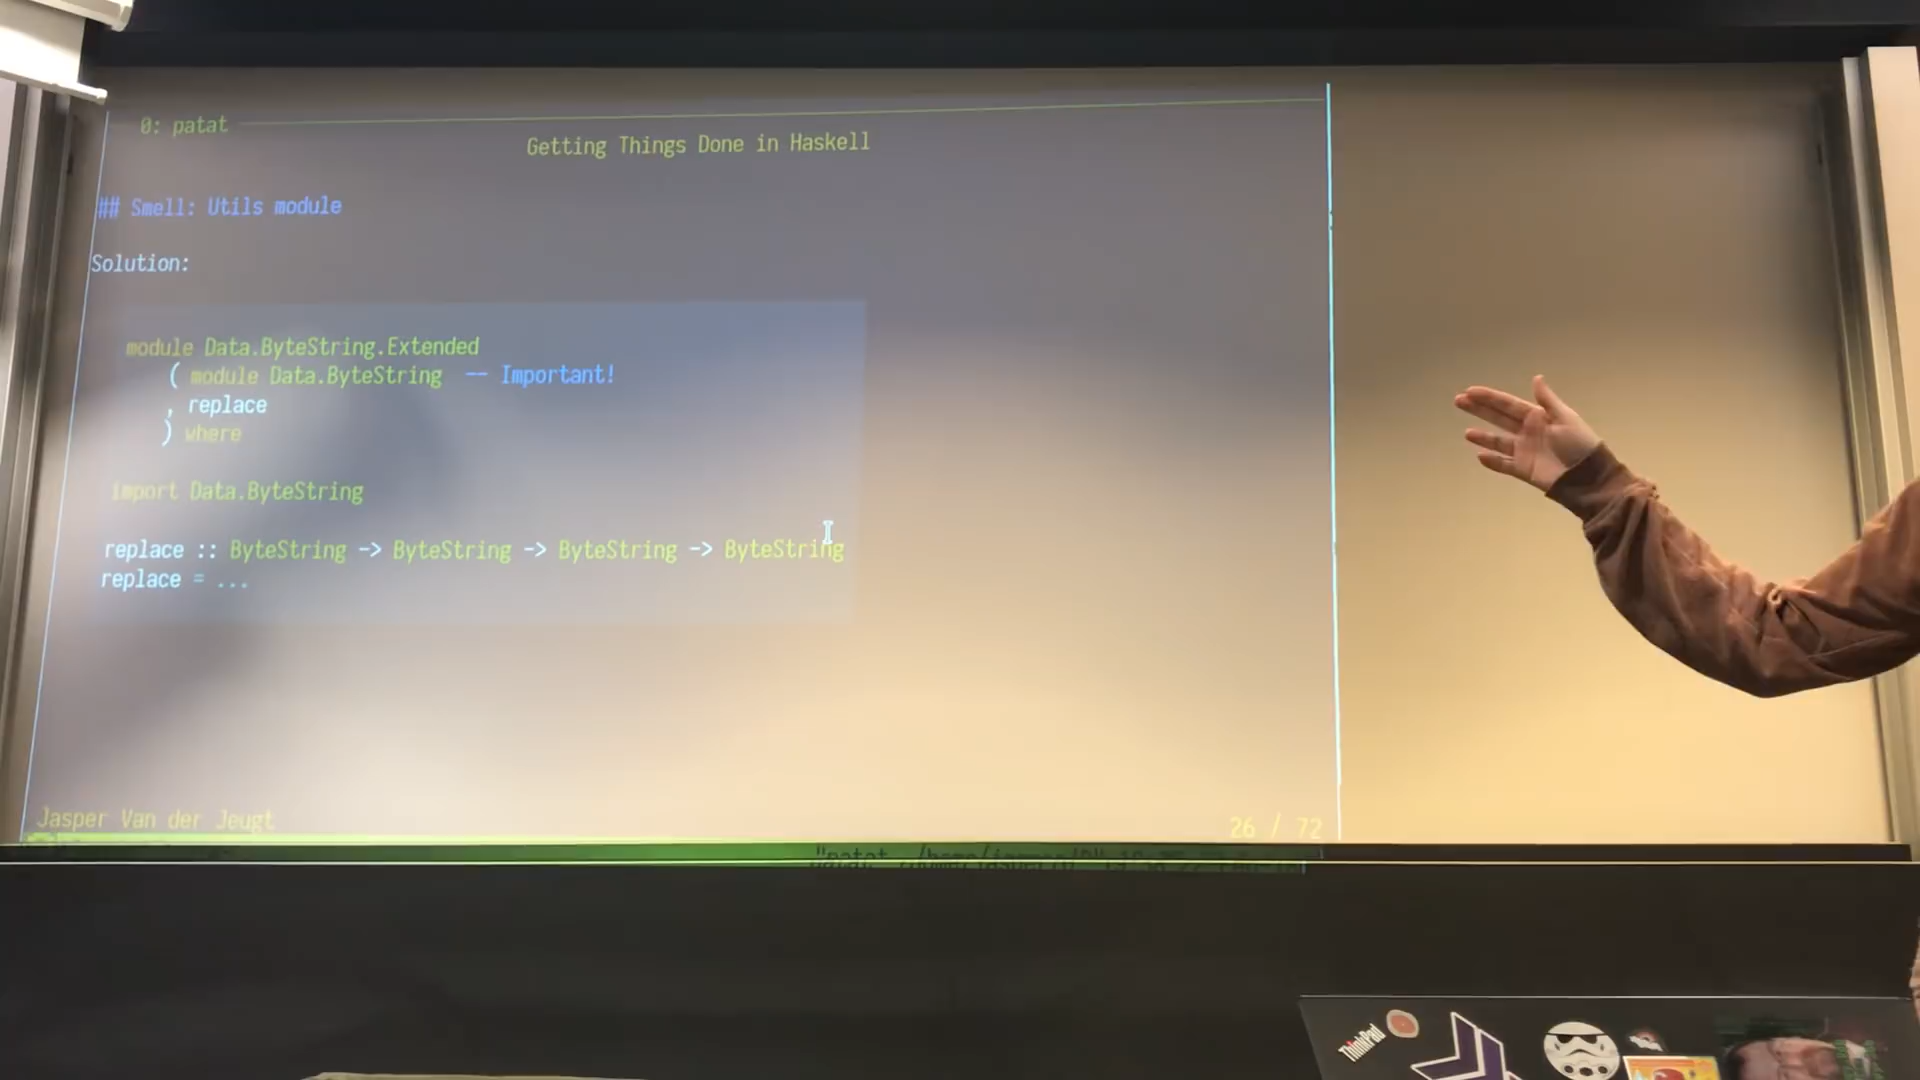 0: patat
Getting Things Done in Haskell
## Smell: Utils module
Solution:
module Data.ByteString.Extended
( module Data.ByteString -- Important!
, replace
) where
import Data.ByteString
replace :: ByteString -> ByteString -> ByteString -> ByteString
replace = ...
Jasper Van der Jeugt
26 / 72
ThinkPad